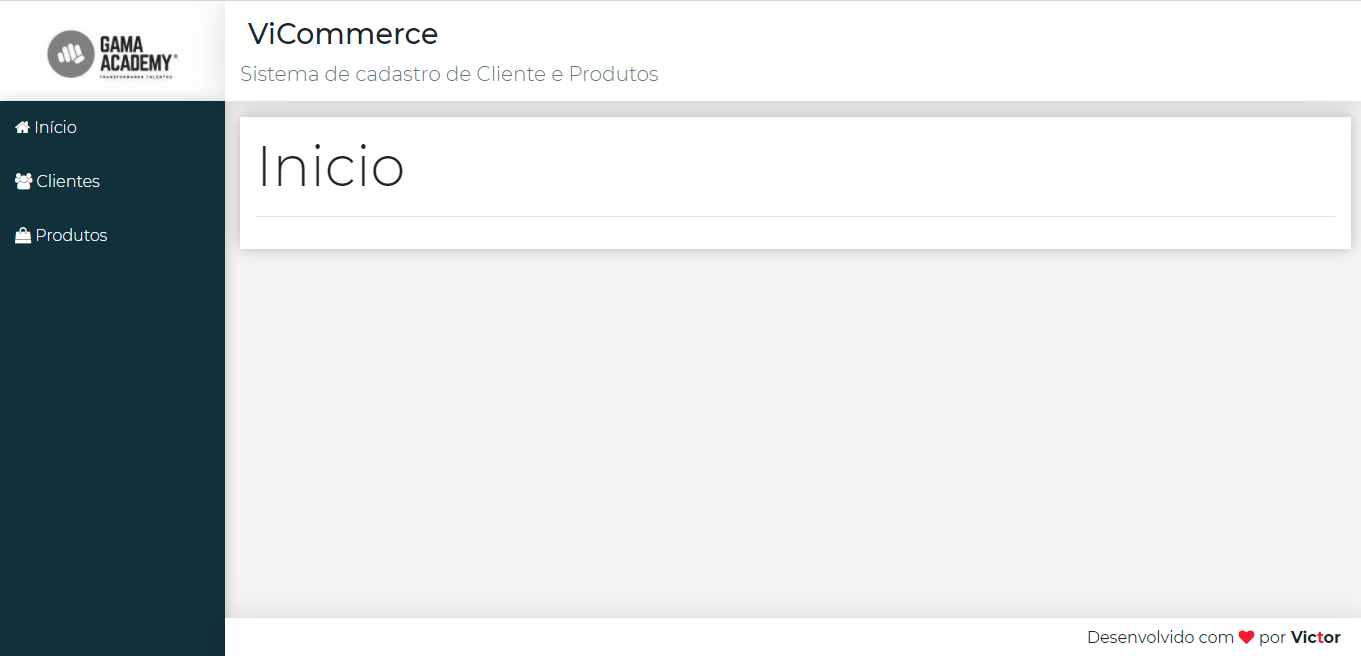 GAMA
ACADEMY
TRANSFORMANDO TALENTOS
ViCommerce
Sistema de cadastro de Cliente e Produtos
Início
Clientes
Produtos
Inicio
Desenvolvido com ❤ por Victor